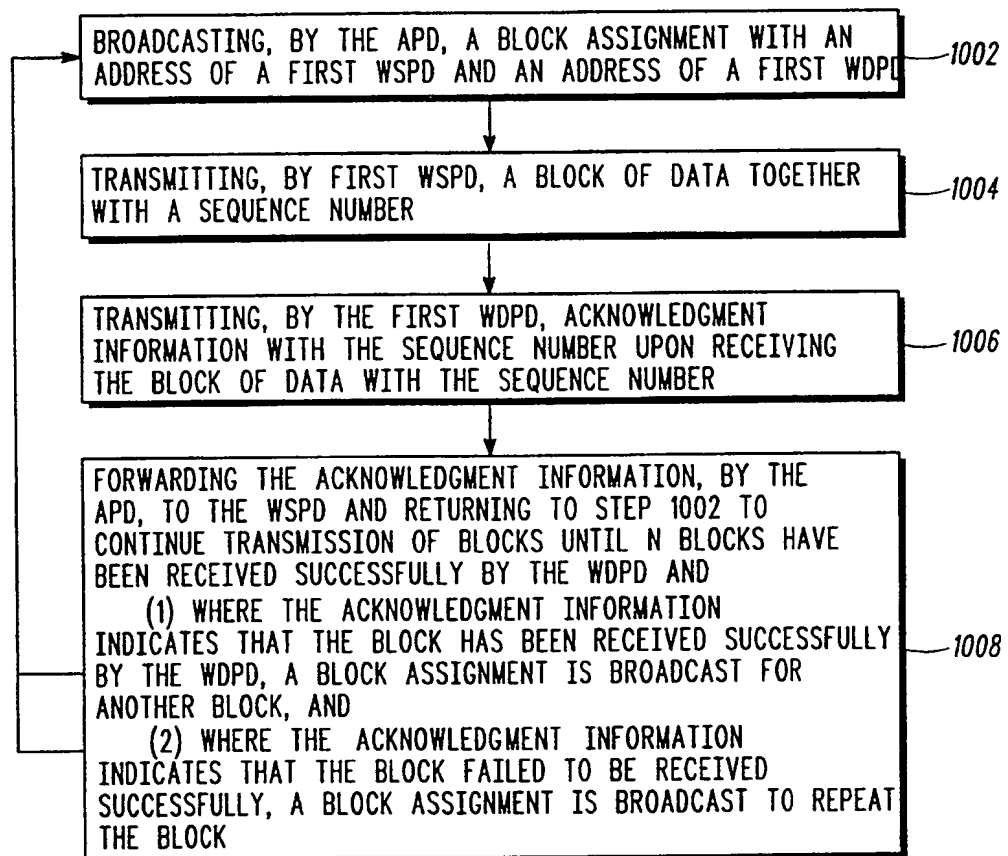 BROADCASTING, BY THE APD, A BLOCK ASSIGNMENT WITH AN
ADDRESS OF A FIRST WSPD AND AN ADDRESS OF A FIRST WDPD
1002
TRANSMITTING, BY FIRST WSPD, A BLOCK OF DATA TOGETHER
WITH A SEQUENCE NUMBER
1004
TRANSMITTING, BY THE FIRST WDPD, ACKNOWLEDGMENT
INFORMATION WITH THE SEQUENCE NUMBER UPON RECEIVING
THE BLOCK OF DATA WITH THE SEQUENCE NUMBER
1006
FORWARDING THE ACKNOWLEDGMENT INFORMATION, BY THE
APD, TO THE WSPD AND RETURNING TO STEP 1002 TO
CONTINUE TRANSMISSION OF BLOCKS UNTIL N BLOCKS HAVE
BEEN RECEIVED SUCCESSFULLY BY THE WDPD AND
(1) WHERE THE ACKNOWLEDGMENT INFORMATION
INDICATES THAT THE BLOCK HAS BEEN RECEIVED SUCCESSFULLY
BY THE WDPD, A BLOCK ASSIGNMENT IS BROADCAST FOR
ANOTHER BLOCK, AND
(2) WHERE THE ACKNOWLEDGMENT INFORMATION
INDICATES THAT THE BLOCK FAILED TO BE RECEIVED
SUCCESSFULLY, A BLOCK ASSIGNMENT IS BROADCAST TO REPEAT
THE BLOCK
1008